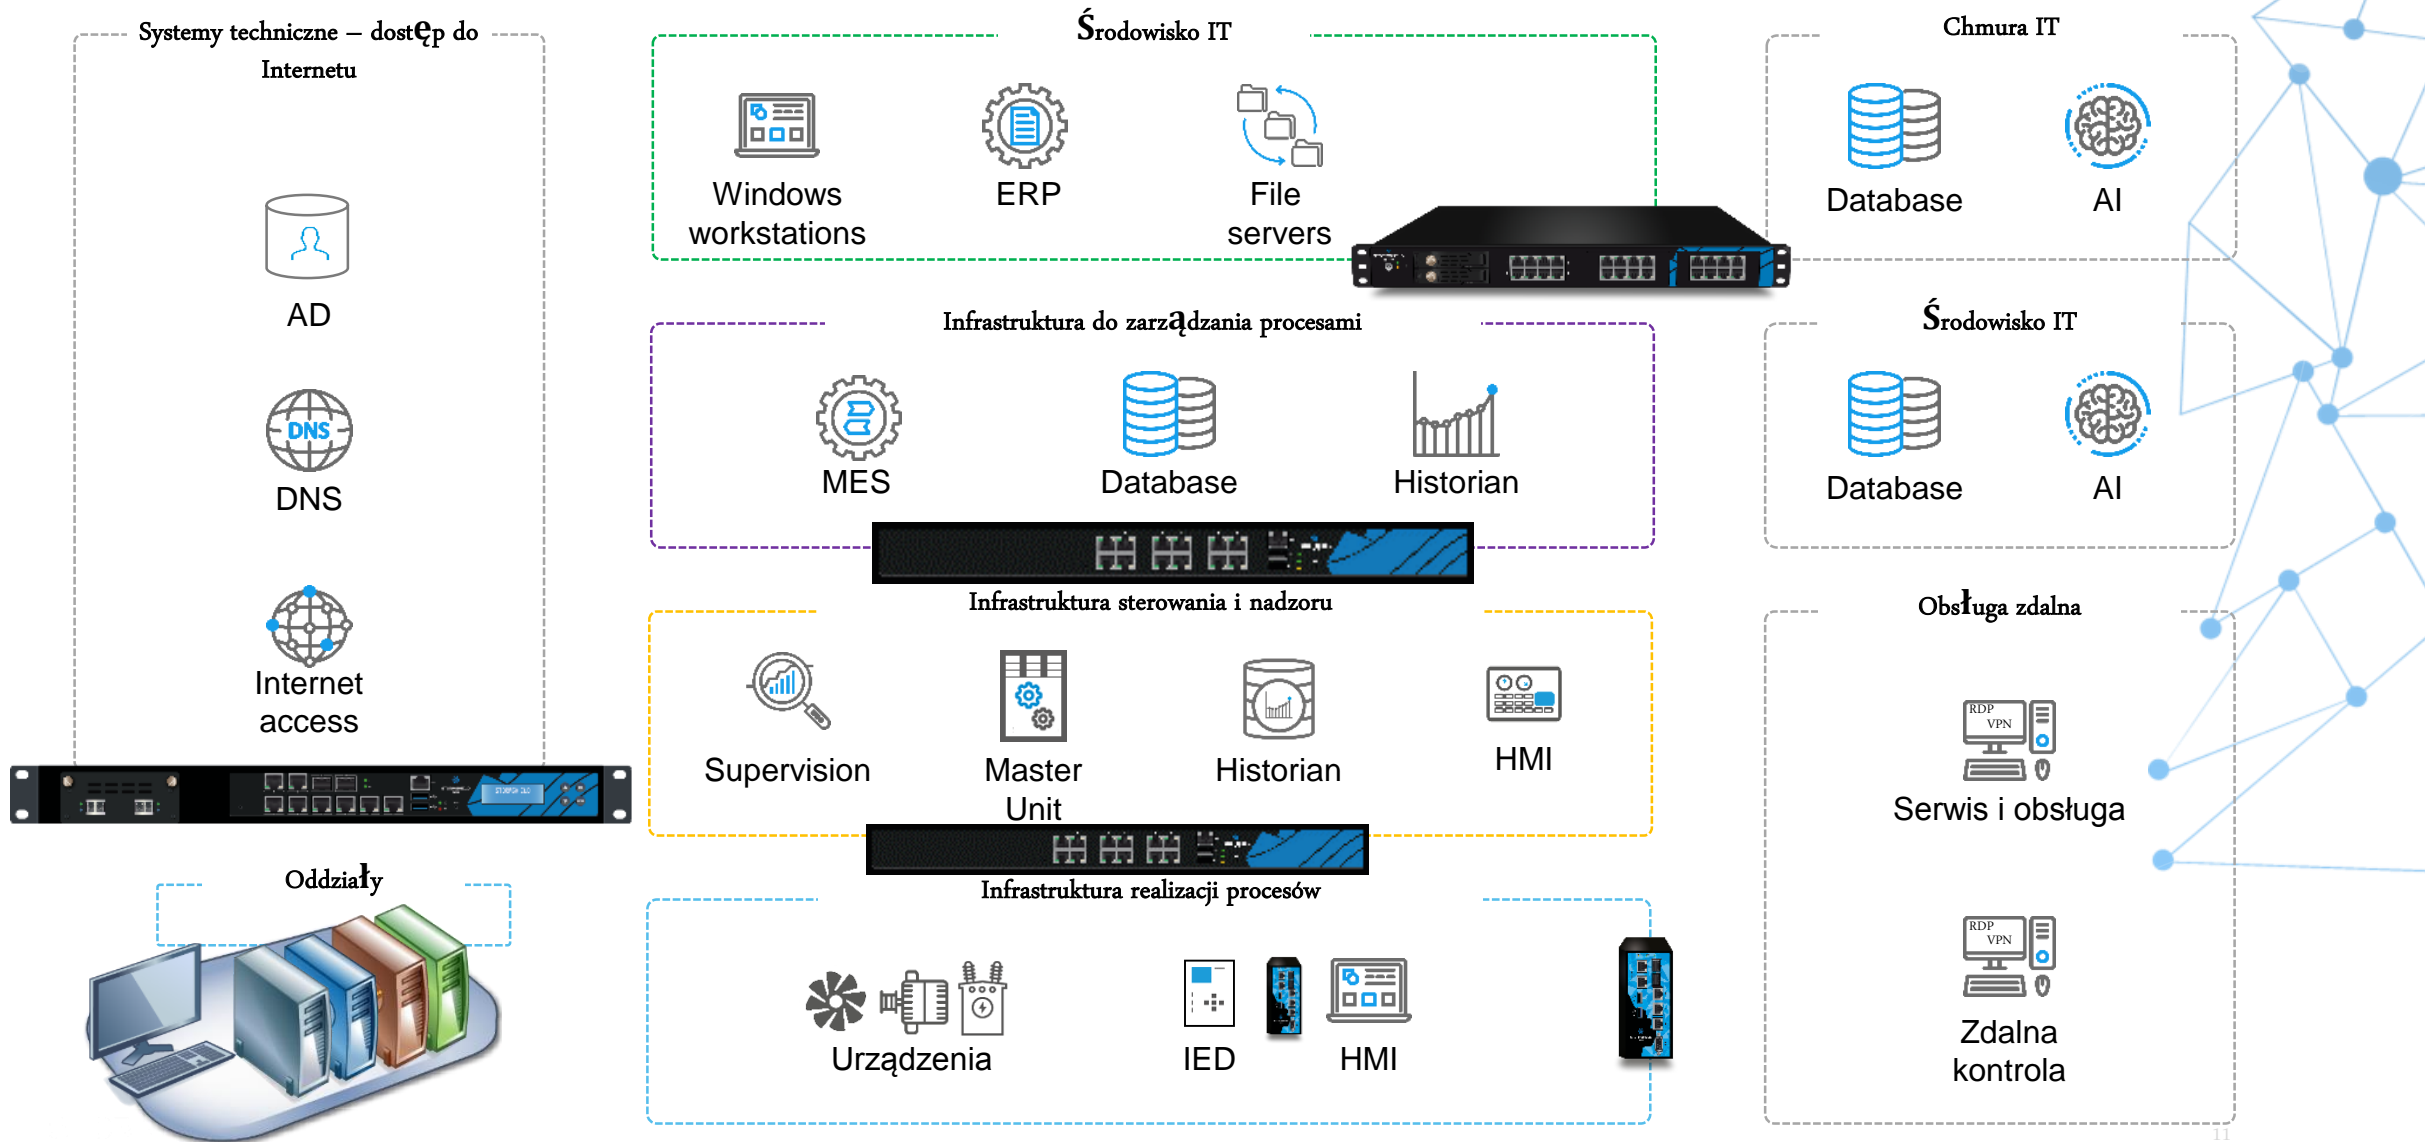 Systemy techniczne – dostęp do
Internetu
AD
DNS
DNS
Internet
access
Oddziały
Środowisko IT
Windows
workstations
ERP
File
servers
Infrastruktura do zarządzania procesami
MES
Database
Historian
Infrastruktura sterowania i nadzoru
Supervision
Master
Unit
Historian
HMI
Infrastruktura realizacji procesów
Urządzenia
IED
HMI
Chmura IT
Database
AI
Środowisko IT
Database
AI
Obsługa zdalna
RDP
VPN
Serwis i obsługa
RDP
VPN
Zdalna
kontrola
11